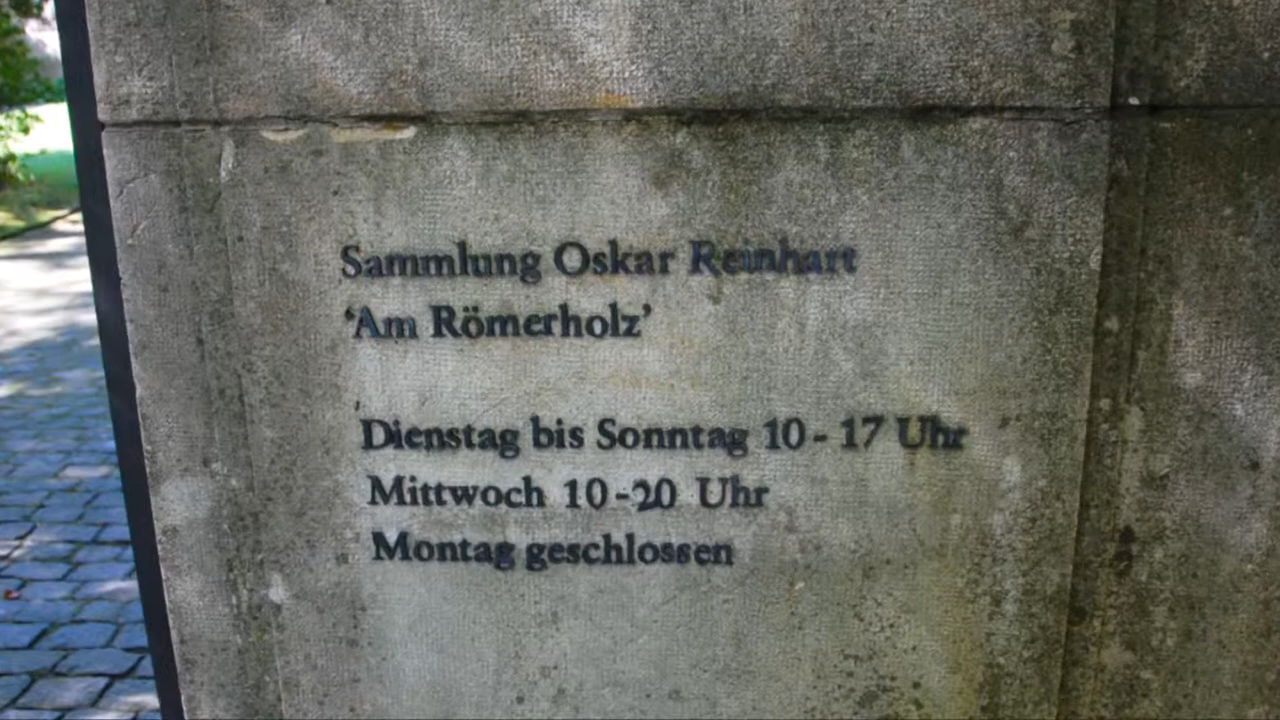 Sammlung Oskar Reinhart
‘Am Römerholz’
Dienstag bis Sonntag 10 - 17 Uhr
Mittwoch 10 -20 Uhr
Montag geschlossen